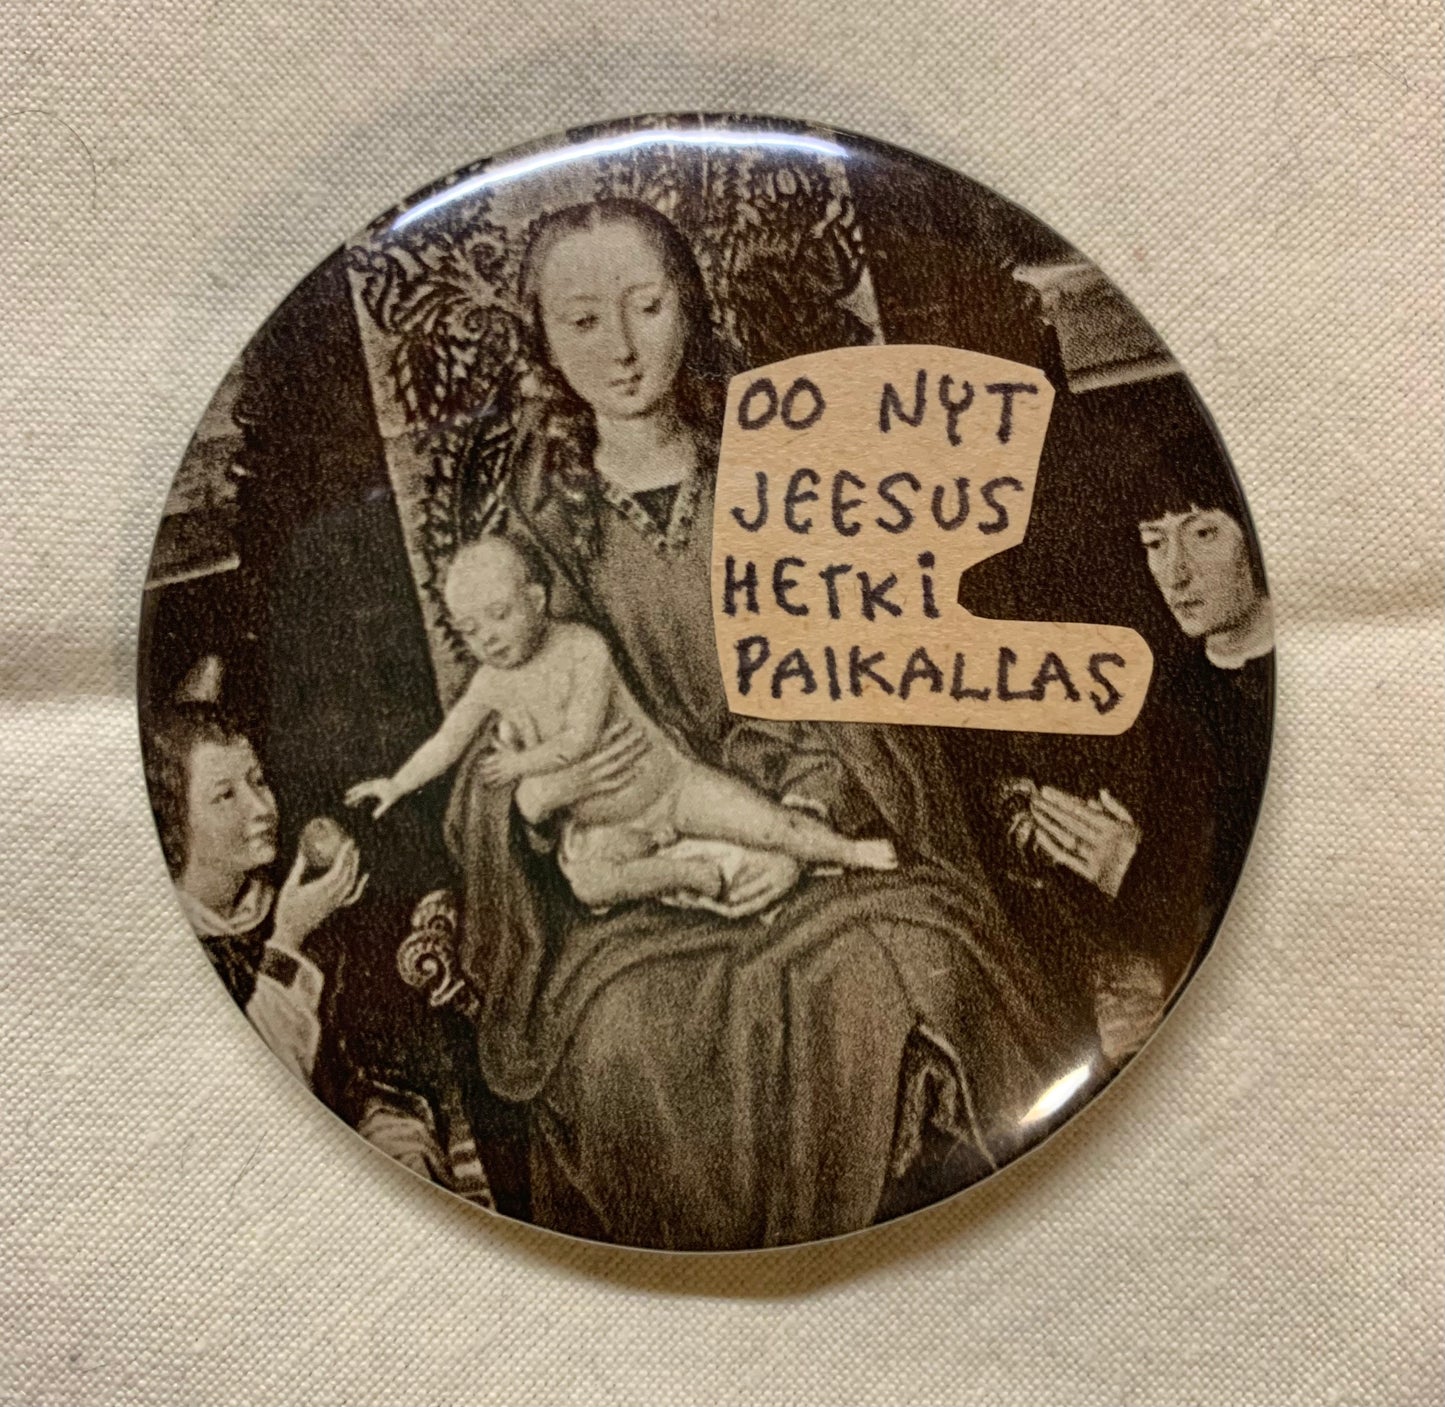 OO NYT
JEESUS
HETKI
PAIKALLAS